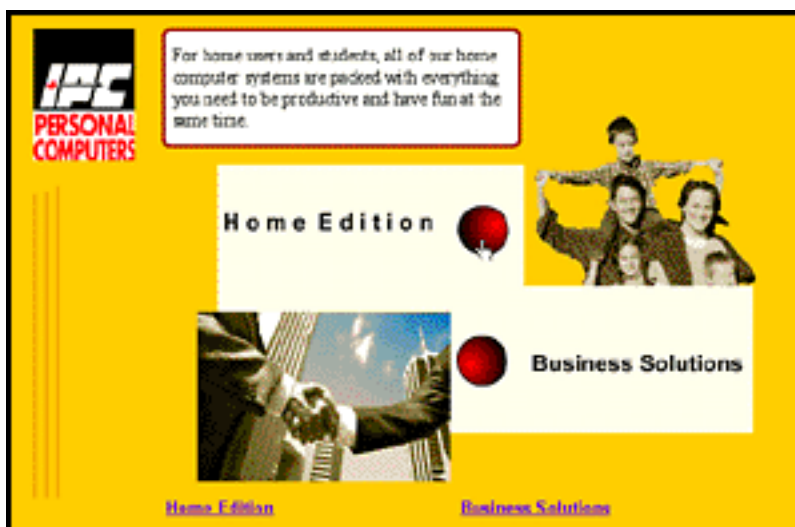 IPC
PERSONAL
COMPUTERS
For home users and students, all of our home
computer systems are packed with everything
you need to be productive and have fun at the
same time.
Home Edition
Business Solutions
Home Edition
Business Solutions